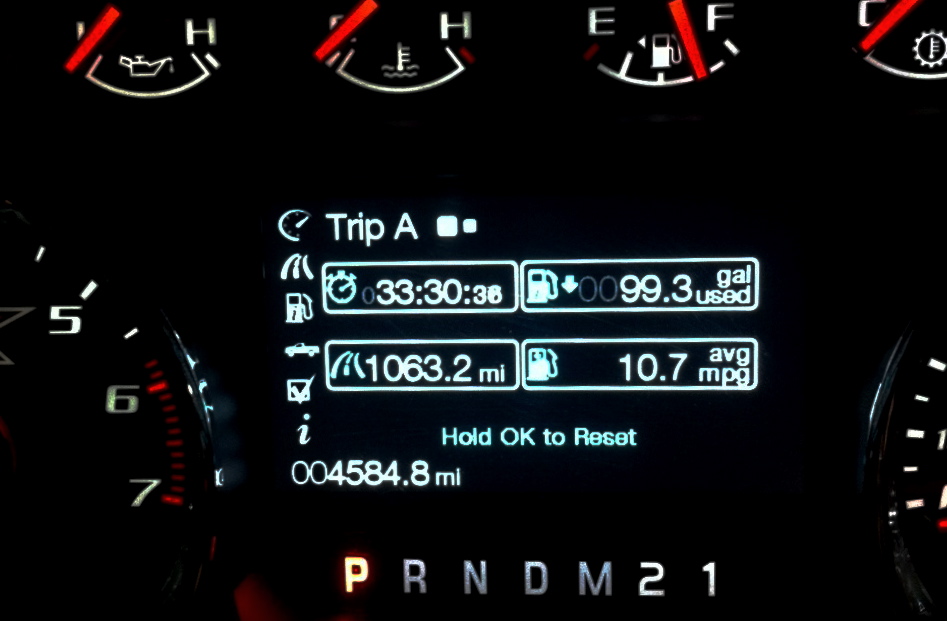 H H E F
Trip A
033:30:36 0099.3 gal used
1063.2 mi 10.7 avg mpg
Hold OK to Reset
004584.8 mi
5
6
7
P R N D M 2 1